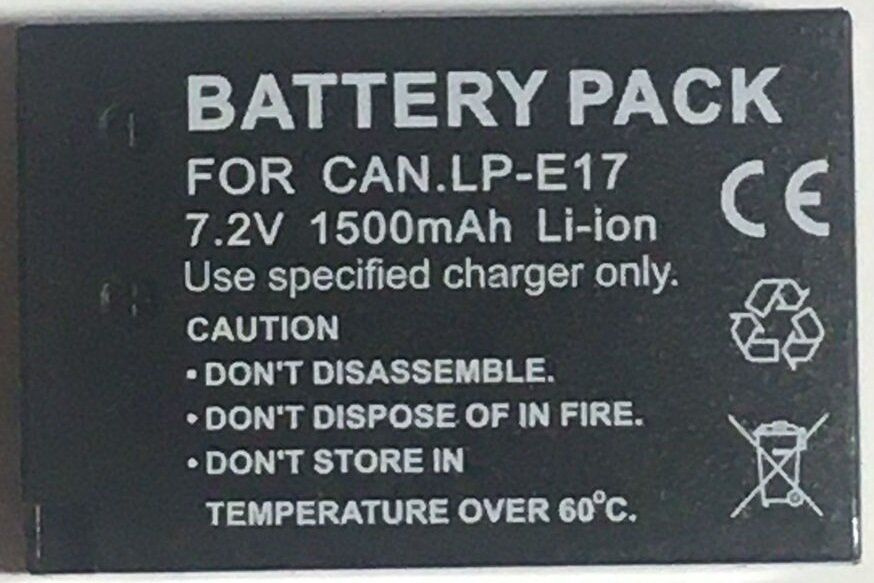 BATTERY PACK
FOR CAN.LP-E17
7.2V 1500mAh Li-ion
Use specified charger only.
CAUTION
•DON'T DISASSEMBLE.
•DON'T DISPOSE OF IN FIRE.
•DON'T STORE IN
TEMPERATURE OVER 60°C.
CE